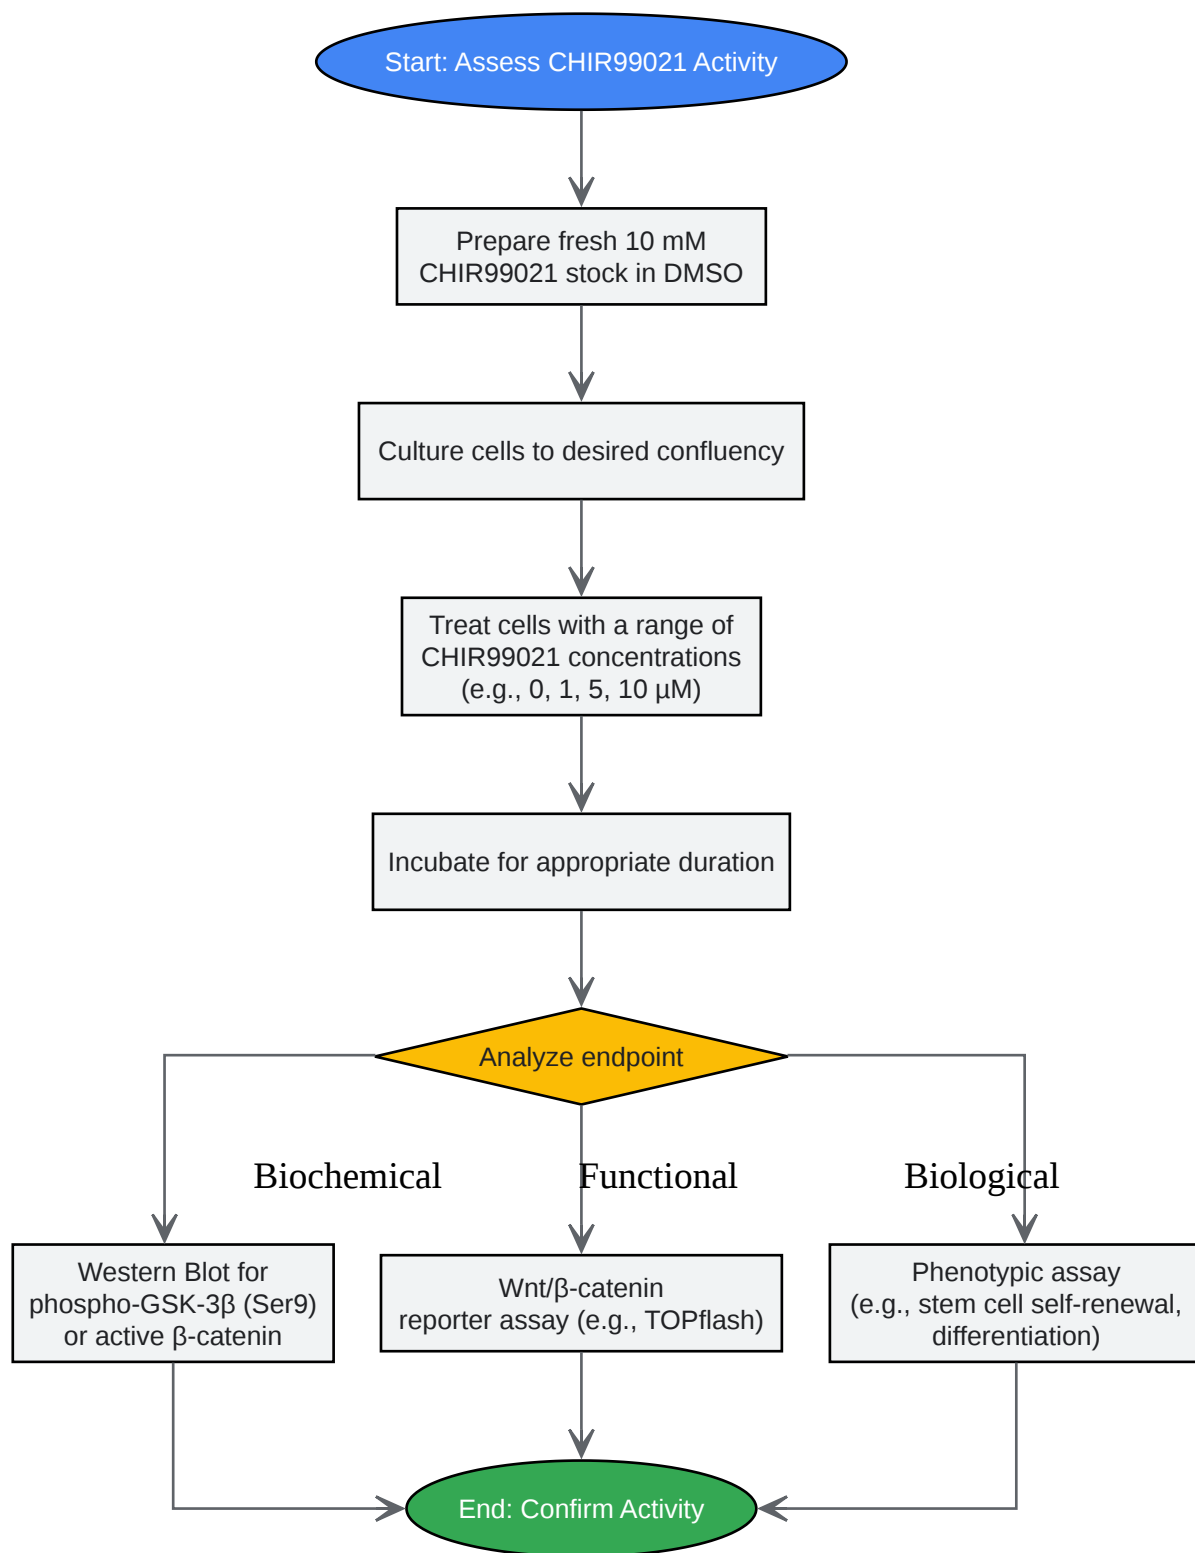 Start: Assess CHIR99021 Activity
Prepare fresh 10 mM
CHIR99021 stock in DMSO
Culture cells to desired confluency
Treat cells with a range of
CHIR99021 concentrations
(e.g., 0, 1, 5, 10 µM)
Incubate for appropriate duration
Analyze endpoint
Biochemical
Functional
Biological
Western Blot for
phospho-GSK-3β (Ser9)
or active β-catenin
Wnt/β-catenin
reporter assay (e.g., TOPflash)
Phenotypic assay
(e.g., stem cell self-renewal,
differentiation)
End: Confirm Activity